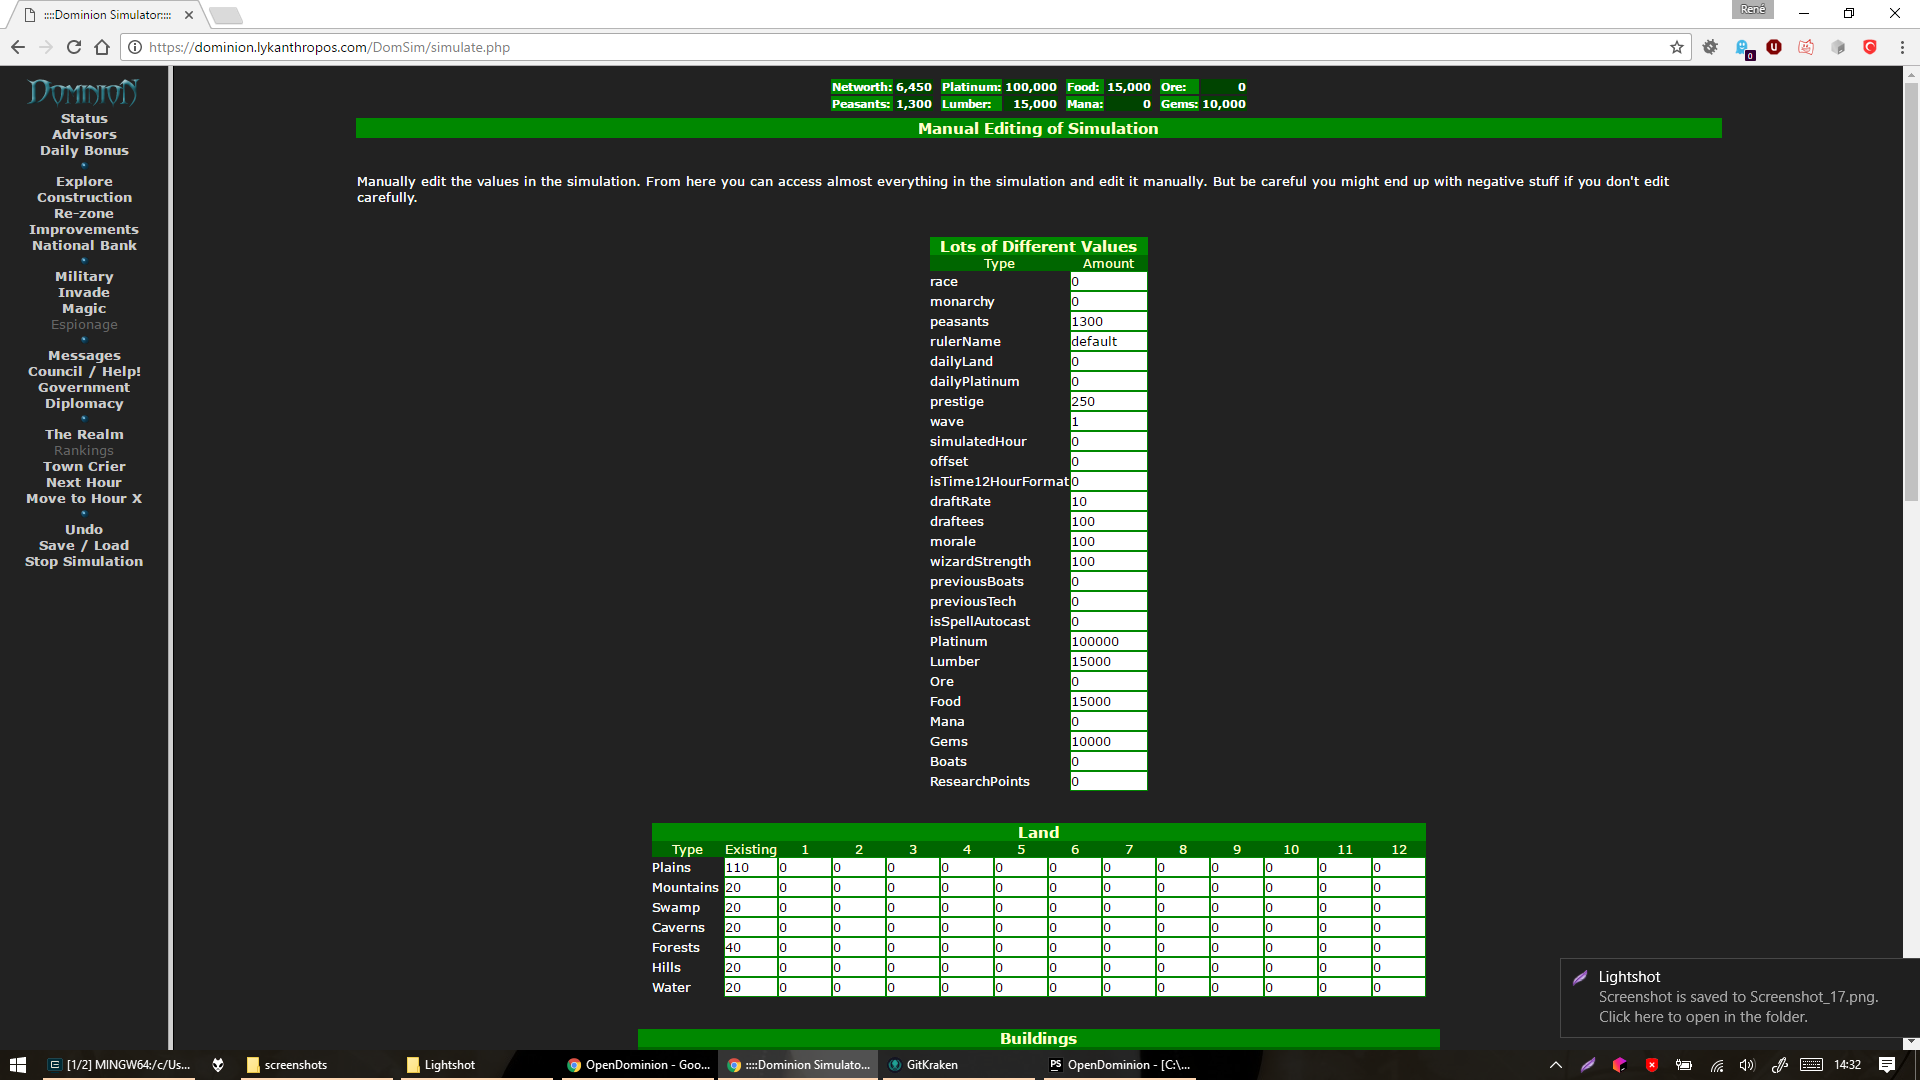 ::::Dominion Simulator::::
René
https://dominion.lykanthropos.com/DomSim/simulate.php
0
DOMINION
Status
Advisors
Daily Bonus
Explore
Construction
Re-zone
Improvements
National Bank
Military
Invade
Magic
Espionage
Messages
Council / Help!
Government
Diplomacy
The Realm
Rankings
Town Crier
Next Hour
Move to Hour X
Undo
Save / Load
Stop Simulation
Networth: 6,450 Platinum: 100,000 Food: 15,000 Ore: 0
Peasants: 1,300 Lumber: 15,000 Mana: 0 Gems: 10,000
Manual Editing of Simulation
Manually edit the values in the simulation. From here you can access almost everything in the simulation and edit it manually. But be careful you might end up with negative stuff if you don't edit
carefully.
Lots of Different Values
Type Amount
race 0
monarchy 0
peasants 1300
rulerName default
dailyLand 0
dailyPlatinum 0
prestige 250
wave 1
simulatedHour 0
offset 0
isTime12HourFormat 0
draftRate 10
draftees 100
morale 100
wizardStrength 100
previousBoats 0
previousTech 0
isSpellAutocast 0
Platinum 100000
Lumber 15000
Ore 0
Food 15000
Mana 0
Gems 10000
Boats 0
ResearchPoints 0
Land
Type Existing 1 2 3 4 5 6 7 8 9 10 11 12
Plains 110 0 0 0 0 0 0 0 0 0 0 0 0
Mountains 20 0 0 0 0 0 0 0 0 0 0 0 0
Swamp 20 0 0 0 0 0 0 0 0 0 0 0 0
Caverns 20 0 0 0 0 0 0 0 0 0 0 0 0
Forests 40 0 0 0 0 0 0 0 0 0 0 0 0
Hills 20 0 0 0 0 0 0 0 0 0 0 0 0
Water 20 0 0 0 0 0 0 0 0 0 0 0 0
Buildings
Lightshot
Screenshot is saved to Screenshot_17.png.
Click here to open in the folder.
[1/2] MINGW64:/c/Us...
screenshots
Lightshot
OpenDominion - Goo...
::::Dominion Simulato...
GitKraken
PS OpenDominion - [C:\...
14:32